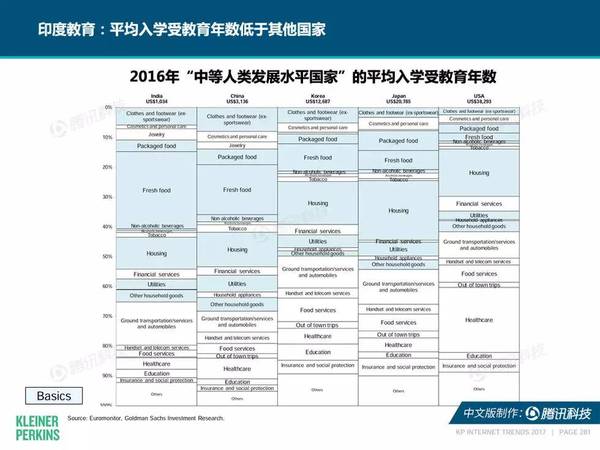 印度教育：平均入学受教育年数低于其他国家
2016年“中等人类发展水平国家”的平均入学受教育年数
India
US$1,034
China
US$3,136
Korea
US$12,687
Japan
US$20,785
USA
US$38,293
0%
10%
20%
30%
40%
50%
60%
70%
80%
90%
100%
Clothes and footwear (ex-
sportswear)
Cosmetics and personal care
Jewelry
Packaged food
Fresh food
Non-alcoholic beverages
Tobacco
Housing
Financial services
Utilities
Other household goods
Ground transportation/services
and automobiles
Handset and telecom services
Food services
Healthcare
Education
Insurance and social protection
Others
Clothes and footwear (ex-
sportswear)
Cosmetics and personal care
Jewelry
Packaged food
Fresh food
Non-alcoholic beverages
Tobacco
Housing
Financial services
Utilities
Household appliances
Other household goods
Ground transportation/services
and automobiles
Handset and telecom services
Food services
Out of town trips
Healthcare
Education
Insurance and social protection
Others
Clothes and footwear (ex-
sportswear)
Cosmetics and personal care
Packaged food
Fresh food
Non-alcoholic beverages
Tobacco
Housing
Financial services
Utilities
Household appliances
Other household goods
Ground transportation/services
and automobiles
Handset and telecom services
Food services
Out of town trips
Healthcare
Education
Insurance and social protection
Others
Clothes and footwear (ex-sportswear)
Cosmetics and personal care
Packaged food
Fresh food
Non-alcoholic beverages
Tobacco
Housing
Utilities
Financial services
Household appliances
Other household goods
Ground transportation/services
and automobiles
Handset and telecom services
Food services
Out of town trips
Healthcare
Education
Insurance and social protection
Others
Clothes and footwear (ex-sportswear)
Cosmetics and personal care
Packaged food
Fresh food
Non-alcoholic beverages
Tobacco
Housing
Financial services
Utilities
Household appliances
Other household goods
Ground transportation/services
and automobiles
Handset and telecom services
Food services
Out of town trips
Healthcare
Education
Insurance and social protection
Others
Basics
Source: Euromonitor, Goldman Sachs Investment Research.
KLEINER
PERKINS
中文版制作：腾讯科技
KP INTERNET TRENDS 2017 | PAGE 281
腾讯科技